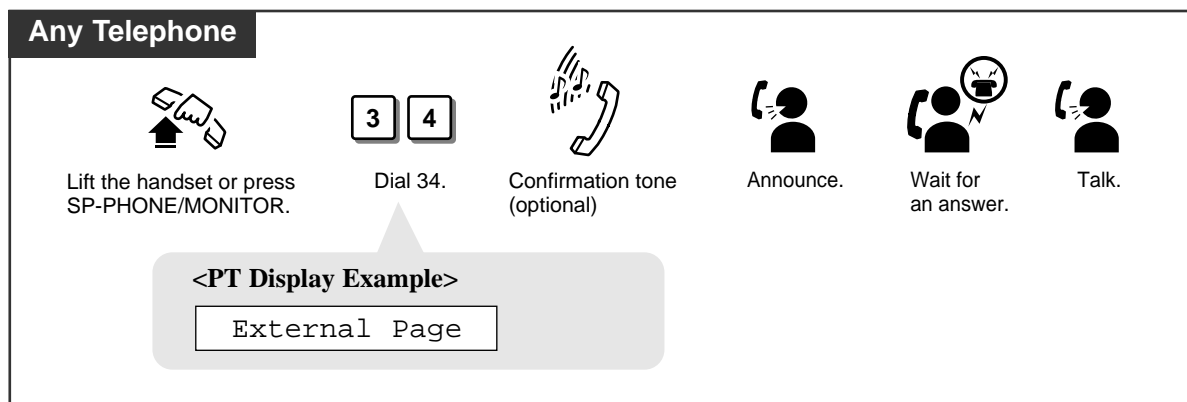 Any Telephone
3 4
Lift the handset or press
SP-PHONE/MONITOR.
Dial 34.
Confirmation tone
(optional)
Announce.
Wait for
an answer.
Talk.
<PT Display Example>
External Page